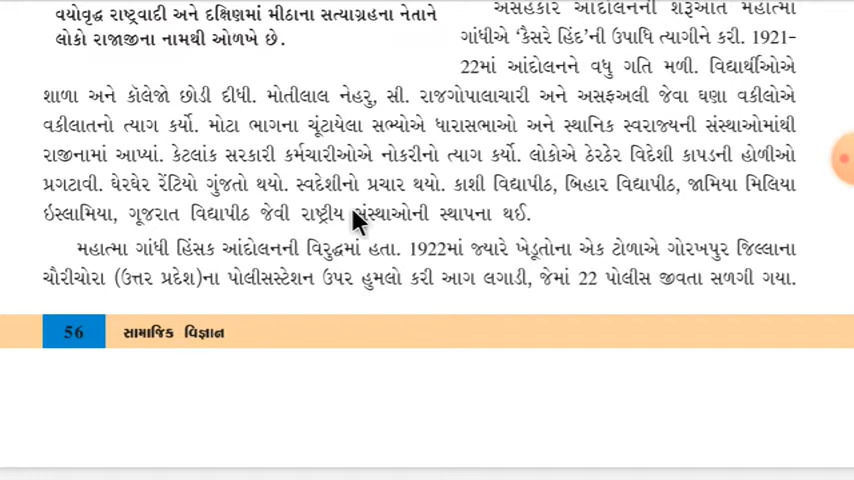 વયોવૃદ્ધ રાષ્ટ્રવાદી અને દક્ષિણમાં મીઠાના સત્યાગ્રહના નેતાને
લોકો રાજાજીના નામથી ઓળખે છે.
અસહકાર આંદોલનની શરૂઆત મહાત્મા
ગાંધીએ ‘કૈસરે હિંદ’ની ઉપાધિ ત્યાગીને કરી. 1921-
22માં આંદોલનને વધુ ગતિ મળી. વિદ્યાર્થીઓએ
શાળા અને કૉલેજો છોડી દીધી. મોતીલાલ નેહરુ, સી. રાજગોપાલાચારી અને અસફઅલી જેવા ઘણા વકીલોએ
વકીલાતનો ત્યાગ કર્યો. મોટા ભાગના ચૂંટાયેલા સભ્યોએ ધારાસભાઓ અને સ્થાનિક સ્વરાજ્યની સંસ્થાઓમાંથી
રાજીનામાં આપ્યાં. કેટલાંક સરકારી કર્મચારીઓએ નોકરીનો ત્યાગ કર્યો. લોકોએ ઠેરઠેર વિદેશી કાપડની હોળીઓ
પ્રગટાવી. ઘેરઘેર રેંટિયો ગુંજતો થયો. સ્વદેશીનો પ્રચાર થયો. કાશી વિદ્યાપીઠ, બિહાર વિદ્યાપીઠ, જામિયા મિલિયા
ઇસ્લામિયા, ગૂજરાત વિદ્યાપીઠ જેવી રાષ્ટ્રીય સંસ્થાઓની સ્થાપના થઈ.
મહાત્મા ગાંધી હિંસક આંદોલનની વિરુદ્ધમાં હતા. 1922માં જ્યારે ખેડૂતોના એક ટોળાએ ગોરખપુર જિલ્લાના
ચૌરીચોરા (ઉત્તર પ્રદેશ)ના પોલીસસ્ટેશન ઉપર હુમલો કરી આગ લગાડી, જેમાં 22 પોલીસ જીવતા સળગી ગયા.
56 સામાજિક વિજ્ઞાન